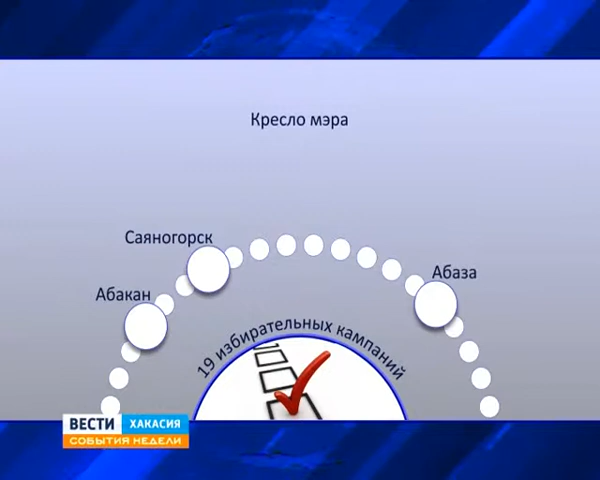 Кресло мэра
Саяногорск
Абаза
Абакан
19 избирательных кампаний
ВЕСТИ ХАКАСИЯ
СОБЫТИЯ НЕДЕЛИ